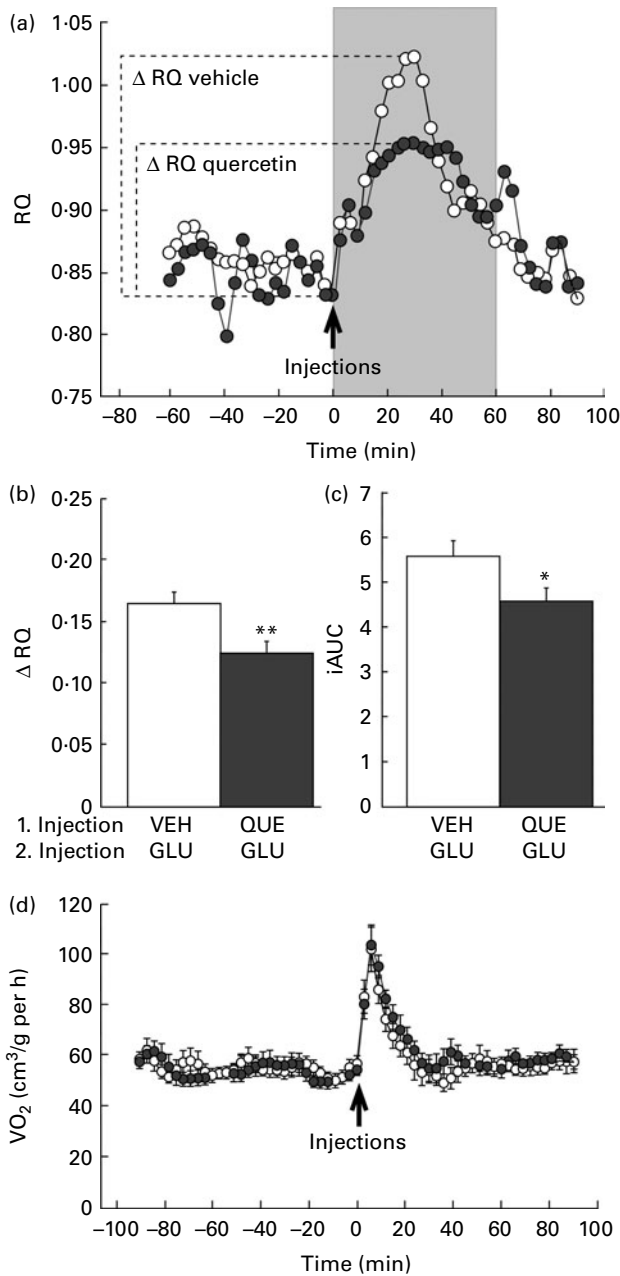 (a)
1·05
1·00
0·95
0·90
0·85
0·80
0·75
RQ
Δ RQ vehicle
Δ RQ quercetin
Injections
–80 –60 –40 –20 0 20 40 60 80 100
Time (min)
(b)
0·25
0·20
0·15
0·10
0·05
0
Δ RQ
**
(c)
7
6
5
4
3
2
1
0
iAUC
*
1. Injection VEH QUE VEH QUE
2. Injection GLU GLU GLU GLU
(d)
120
100
80
60
40
20
0
VO2 (cm³/g per h)
Injections
–100 –80 –60 –40 –20 0 20 40 60 80 100
Time (min)